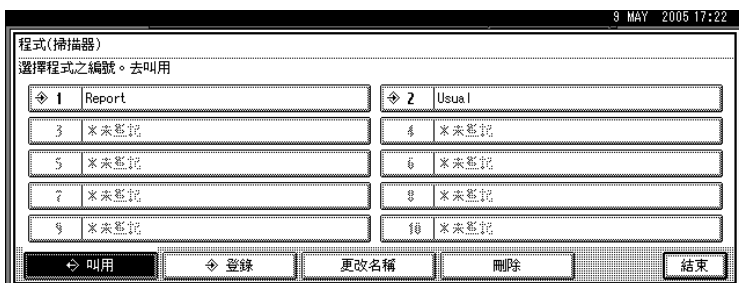 9 MAY 2005 17:22
程式(掃描器)
選擇程式之編號。去叫用
1 Report 2 Usual
3 *未登記 4 *未登記
5 *未登記 6 *未登記
7 *未登記 8 *未登記
9 *未登記 10 *未登記
叫用 登錄 更改名稱 刪除 結束